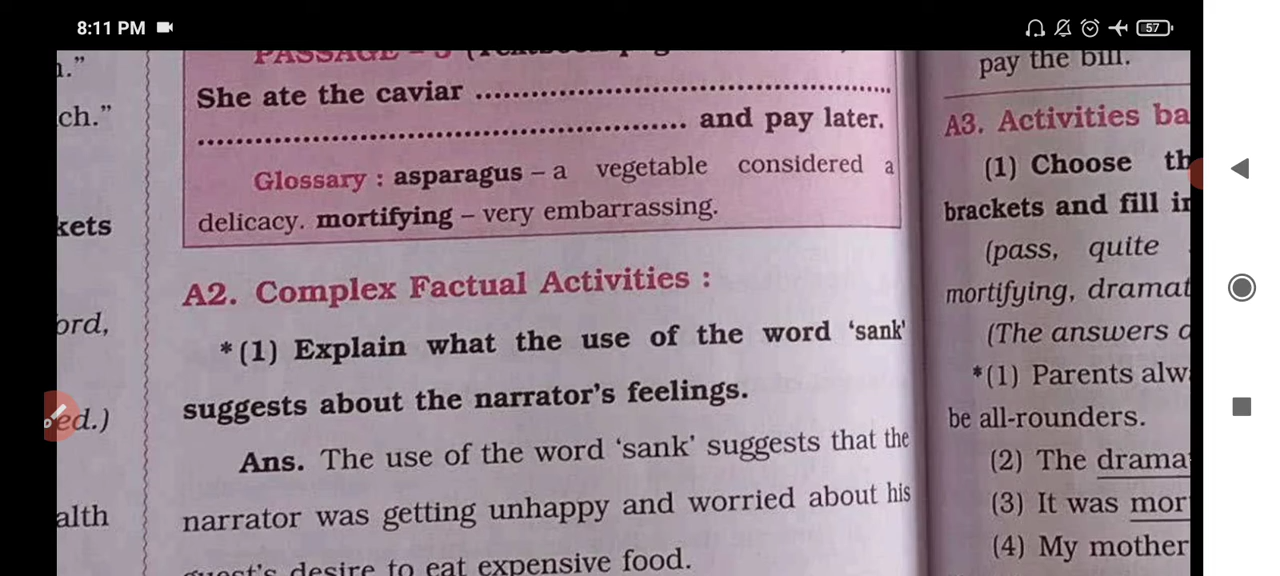 8:11 PM
57
n."
ch."
kets
ord,
ed.)
alth
PASSAGE – 3 (Textbook
She ate the caviar ..............................................
.............................................. and pay later.
Glossary : asparagus – a vegetable considered a
delicacy. mortifying – very embarrassing.
A2. Complex Factual Activities :
*(1) Explain what the use of the word ‘sank’
suggests about the narrator’s feelings.
Ans. The use of the word ‘sank’ suggests that the
narrator was getting unhappy and worried about his
guest’s desire to eat expensive food.
pay the bill.
A3. Activities ba
(1) Choose th
brackets and fill in
(pass, quite
mortifying, dramat
(The answers a
*(1) Parents alw
be all-rounders.
(2) The drama
(3) It was mor
(4) My mother